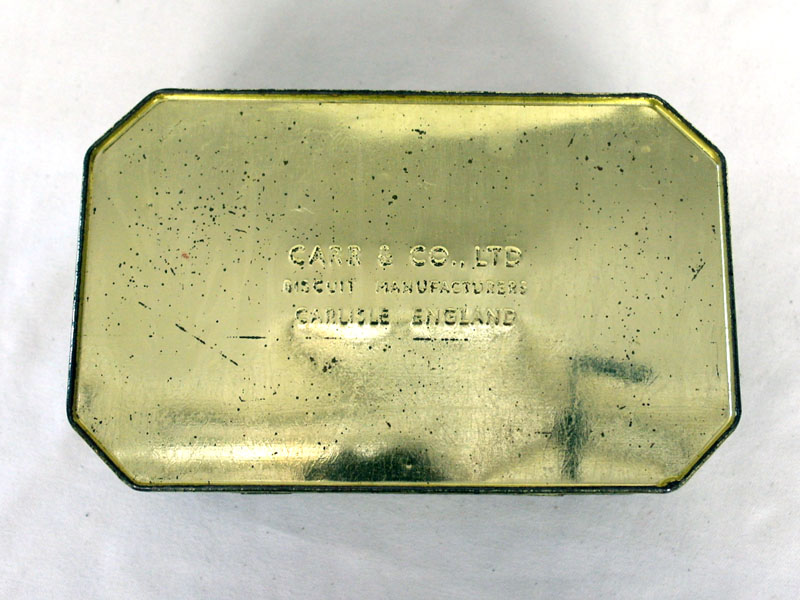 CARR & CO., LTD
BISCUIT MANUFACTURERS
CARLISLE ENGLAND